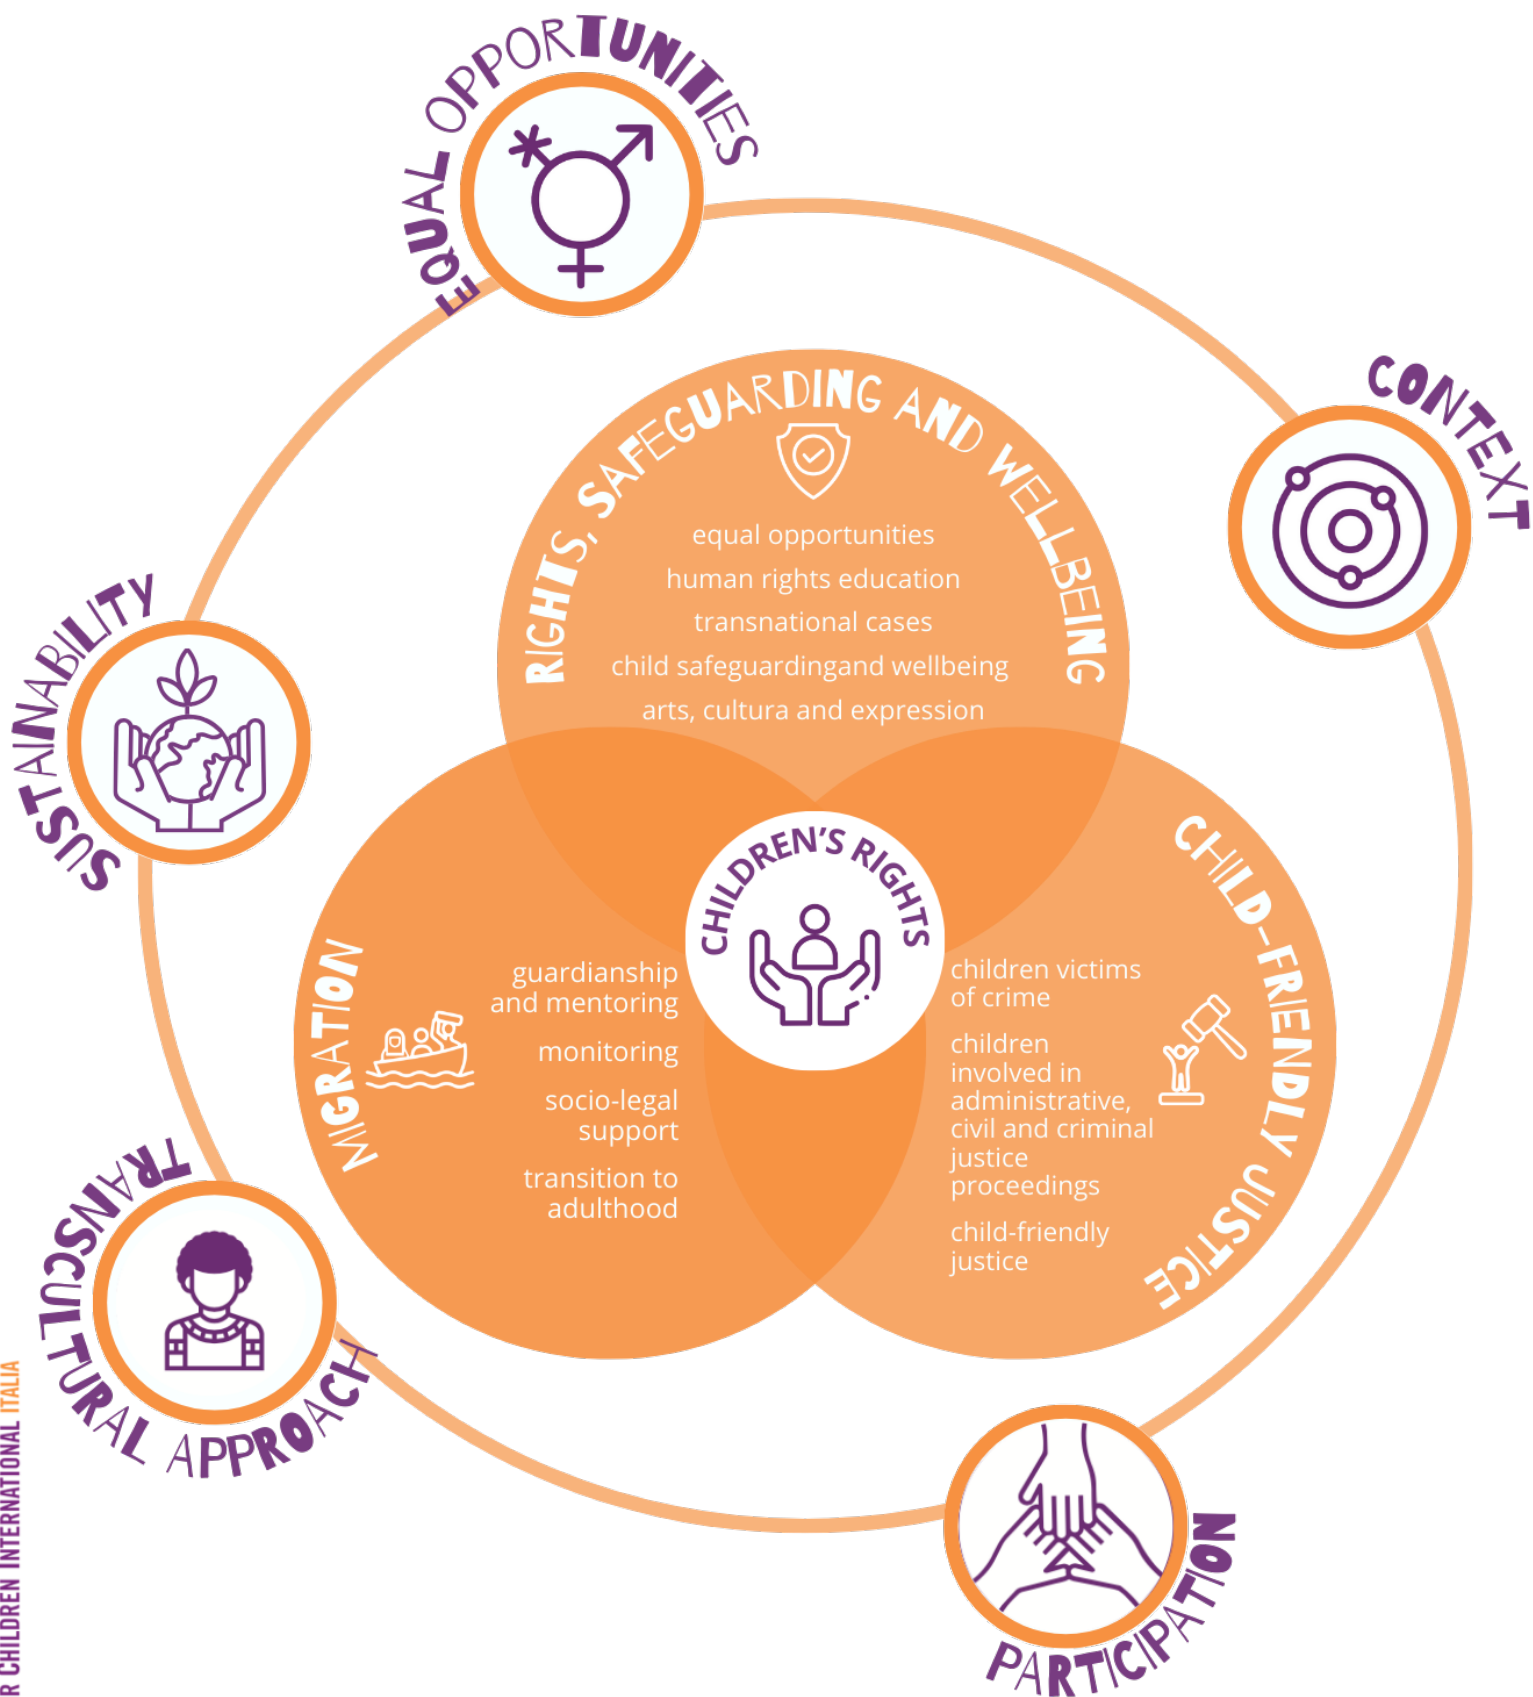 EQUAL OPPORTUNITIES
CONTEXT
RIGHTS, SAFEGUARDING AND WELLBEING
equal opportunities
human rights education
transnational cases
child safeguardingand wellbeing
arts, cultura and expression
SUSTAINABILITY
CHILDREN'S RIGHTS
MIGRATION
guardianship
and mentoring
monitoring
socio-legal
support
transition to
adulthood
CHILD-FRIENDLY JUSTICE
children victims
of crime
children
involved in
administrative,
civil and criminal
justice
proceedings
child-friendly
justice
TRANSCULTURAL APPROACH
PARTICIPATION
R CHILDREN INTERNATIONAL ITALIA